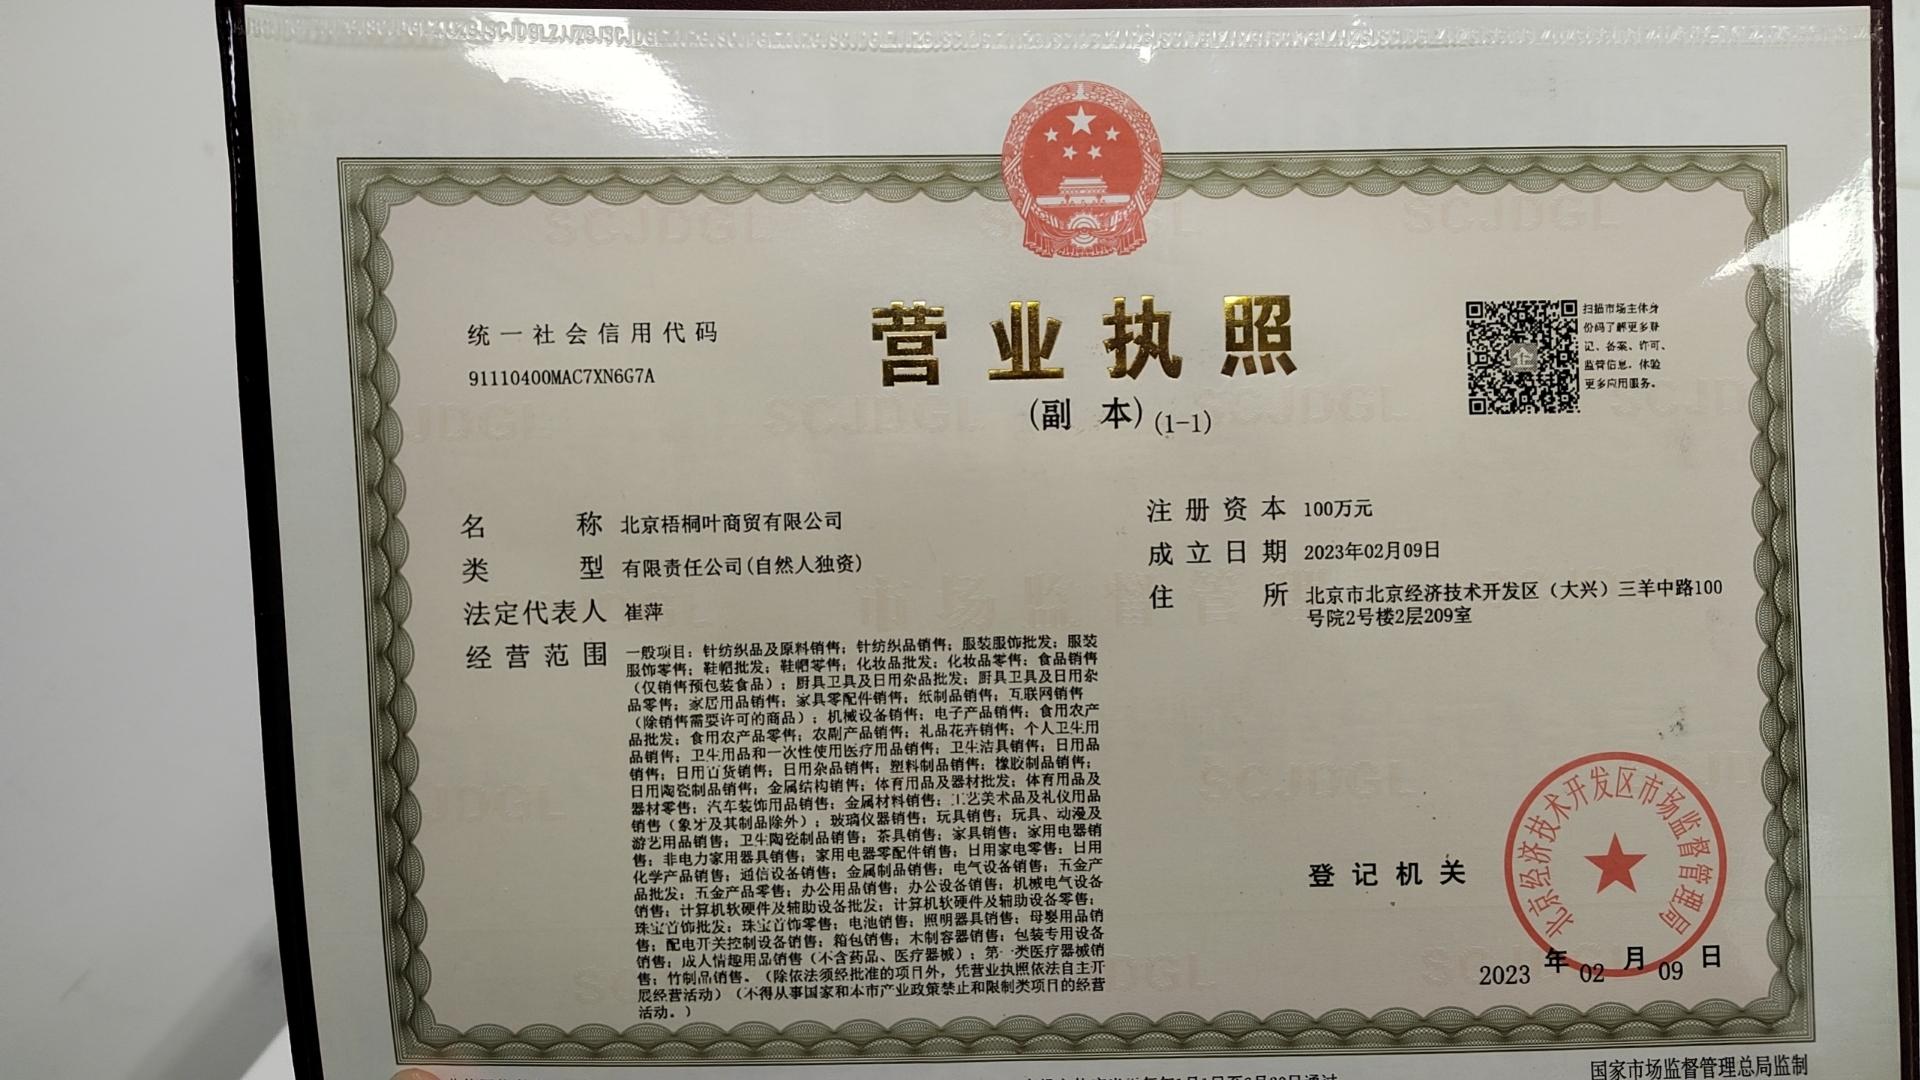 营业执照
(副 本)(1-1)
统一社会信用代码
91110400MAC7XN6G7A
扫描市场主体身
份码了解更多登
记、备案、许可、
监管信息，体验
更多应用服务。
名 称 北京梧桐叶商贸有限公司
类 型 有限责任公司(自然人独资)
法定代表人 崔萍
经营范围 一般项目：针纺织品及原料销售；针纺织品销售；服装服饰批发；服装
服饰零售；鞋帽批发；鞋帽零售；化妆品批发；化妆品零售；食品销售
（仅销售预包装食品）；厨具卫具及日用杂品批发；厨具卫具及日用杂
品零售；家居用品销售；家具零配件销售；纸制品销售；互联网销售
（除销售需要许可的商品）；机械设备销售；电子产品销售；食用农产
品批发；食用农产品零售；农副产品销售；礼品花卉销售；个人卫生用
品销售；卫生用品和一次性使用医疗用品销售；卫生洁具销售；日用品
销售；日用百货销售；日用杂品销售；塑料制品销售；橡胶制品销售；
日用陶瓷制品销售；金属结构销售；体育用品及器材批发；体育用品及
器材零售；汽车装饰用品销售；金属材料销售；工艺美术品及礼仪用品
销售（象牙及其制品除外）；玻璃仪器销售；玩具销售；玩具、动漫及
游艺用品销售；卫生陶瓷制品销售；茶具销售；家具销售；家用电器销
售；非电力家用器具销售；家用电器零配件销售；日用家电零售；日用
化学产品销售；通信设备销售；金属制品销售；电气设备销售；五金产
品批发；五金产品零售；办公用品销售；办公设备销售；机械电气设备
销售；计算机软硬件及辅助设备批发；计算机软硬件及辅助设备零售；
珠宝首饰批发；珠宝首饰零售；电池销售；照明器具销售；母婴用品销
售；配电开关控制设备销售；箱包销售；木制容器销售；包装专用设备
销售；成人情趣用品销售（不含药品、医疗器械）；第一类医疗器械销
售；竹制品销售。（除依法须经批准的项目外，凭营业执照依法自主开
展经营活动）（不得从事国家和本市产业政策禁止和限制类项目的经营
活动。）
注册资本 100万元
成立日期 2023年02月09日
住 所 北京市北京经济技术开发区（大兴）三羊中路100
号院2号楼2层209室
登记机关
北京经济技术开发区市场监督管理局
2023 年 02 月 09 日
国家市场监督管理总局监制